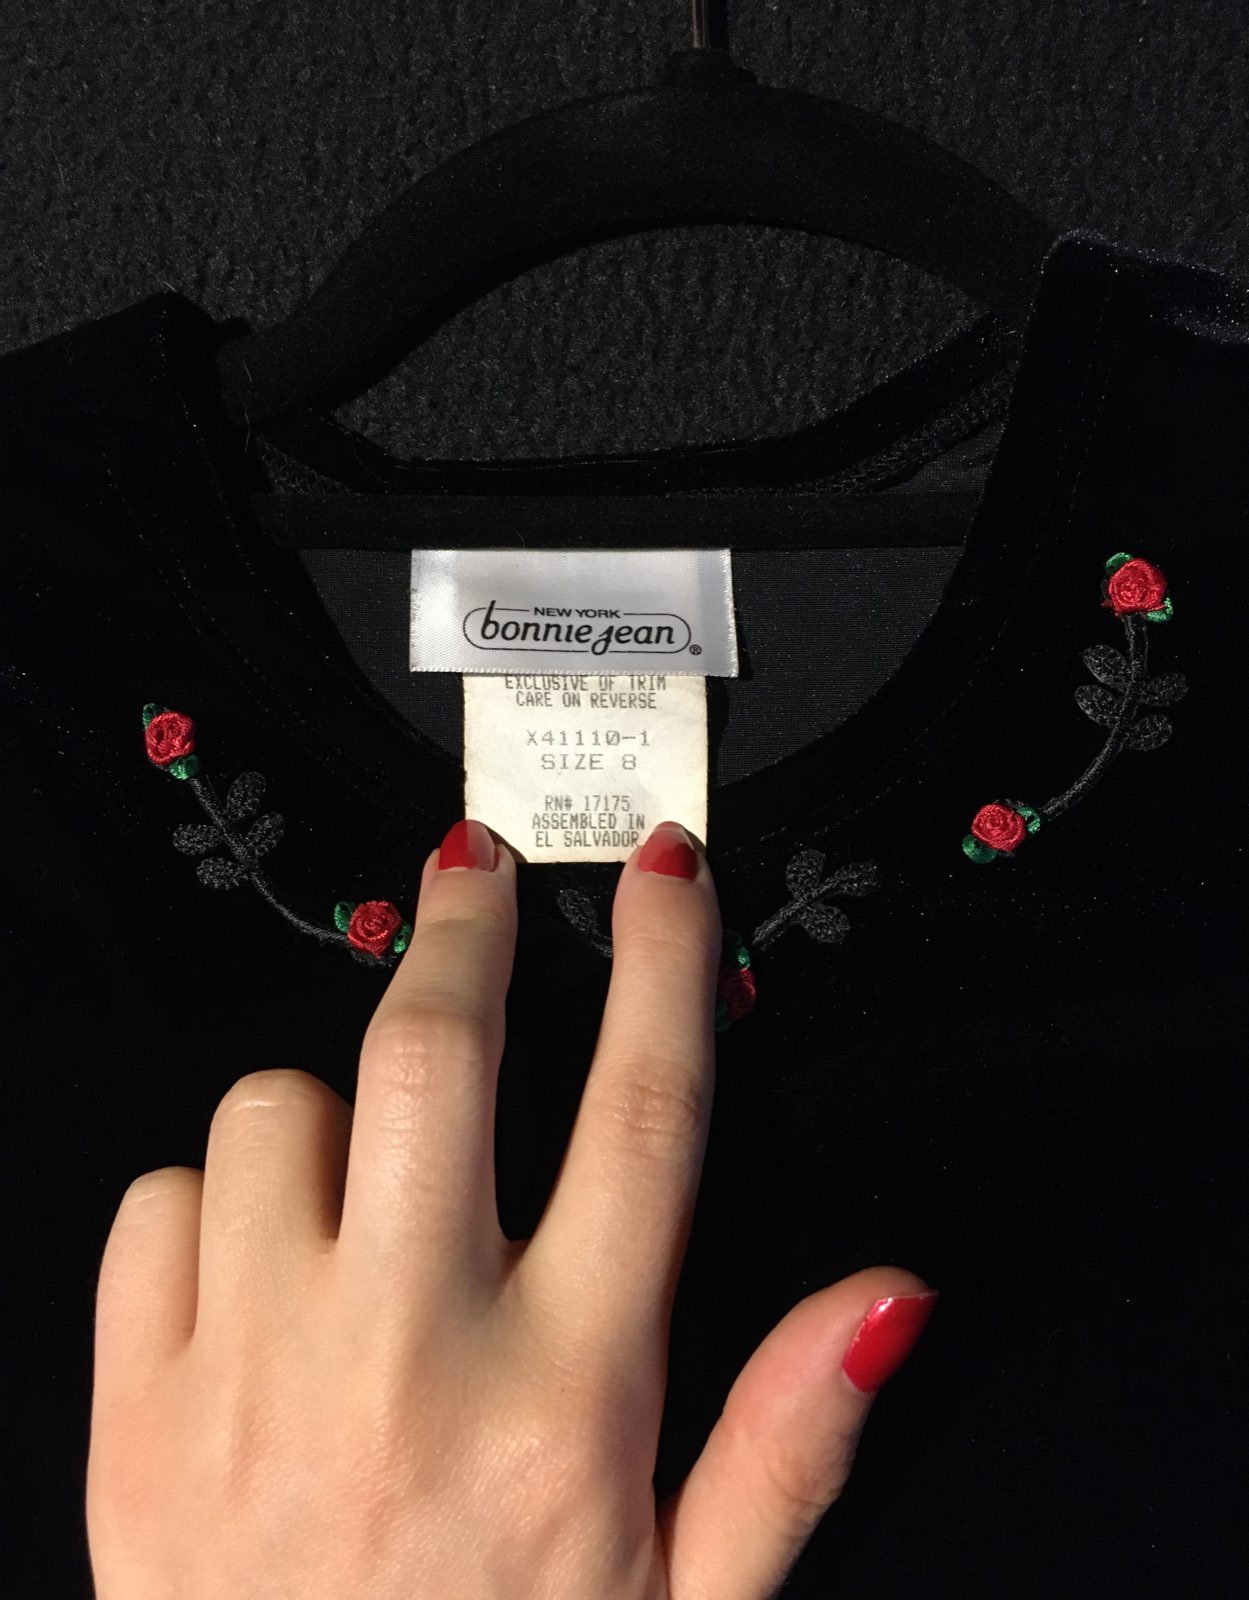 NEW YORK
bonnie jean®
EXCLUSIVE OF TRIM
CARE ON REVERSE
X41110-1
SIZE 8
RN# 17175
ASSEMBLED IN
EL SALVADOR